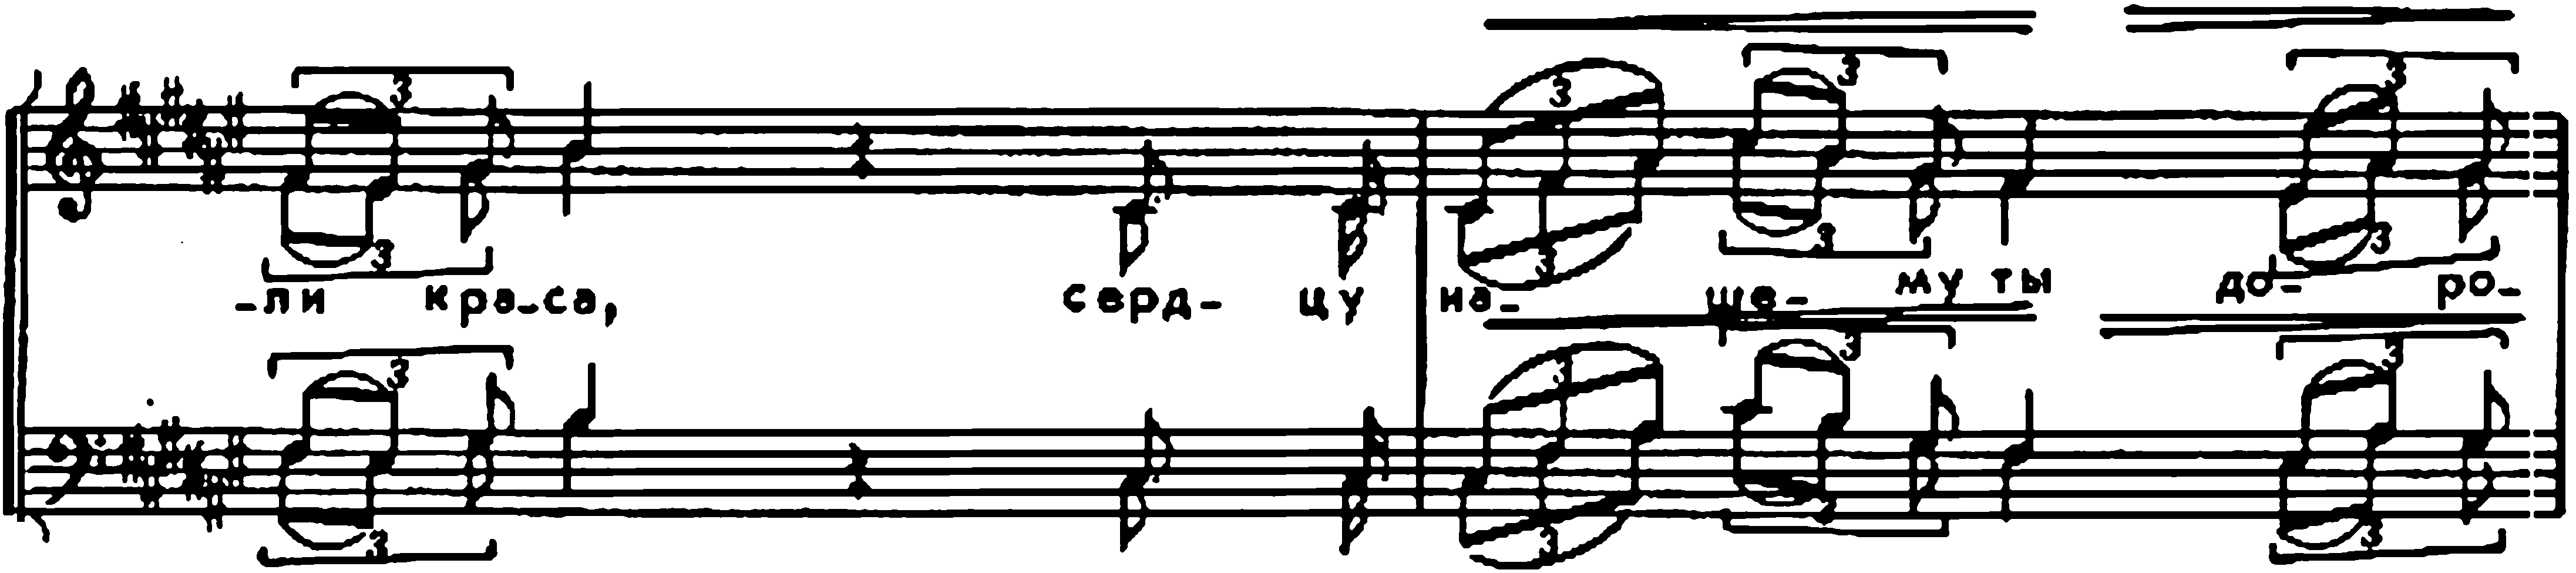 -ли кра-са, серд- цу на- ше- му ты до- ро-